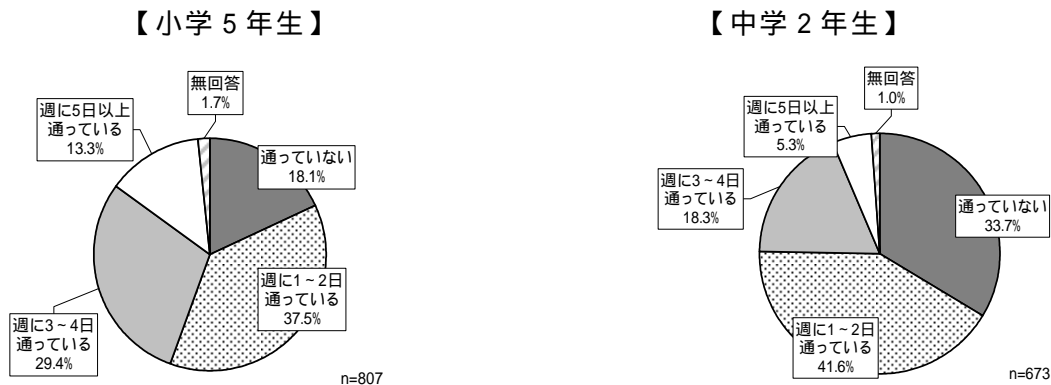 【小学5年生】
無回答
1.7%
週に5日以上
通っている
13.3%
通っていない
18.1%
週に1～2日
通っている
37.5%
週に3～4日
通っている
29.4%
n=807
【中学2年生】
無回答
1.0%
週に5日以上
通っている
5.3%
週に3～4日
通っている
18.3%
通っていない
33.7%
週に1～2日
通っている
41.6%
n=673